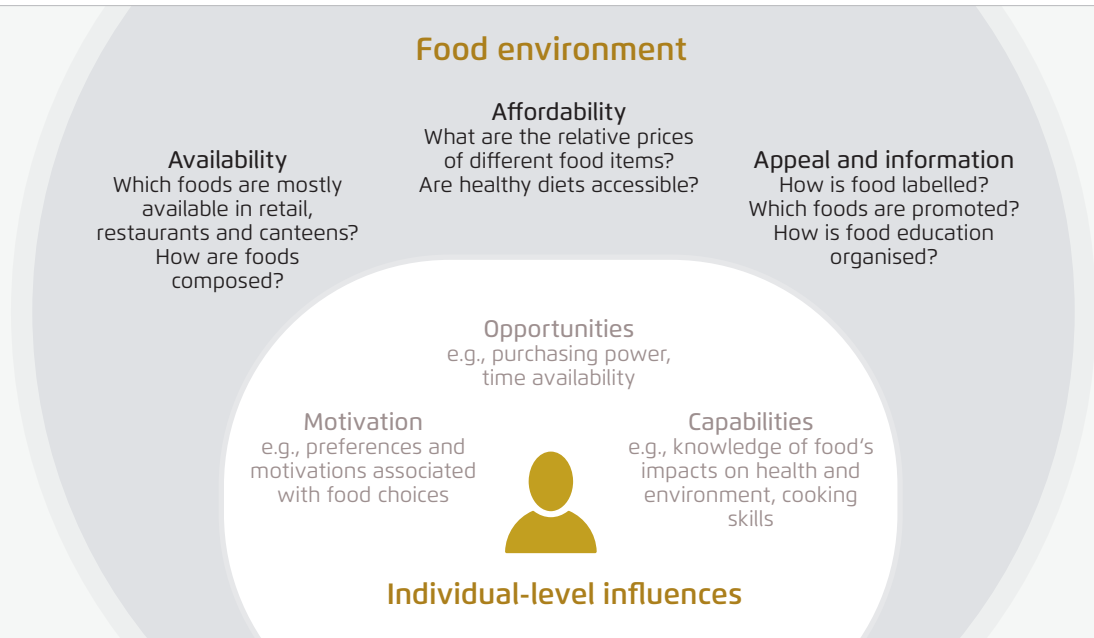 Food environment
Affordability
What are the relative prices
of different food items?
Are healthy diets accessible?
Availability
Which foods are mostly
available in retail,
restaurants and canteens?
How are foods
composed?
Appeal and information
How is food labelled?
Which foods are promoted?
How is food education
organised?
Opportunities
e.g., purchasing power,
time availability
Motivation
e.g., preferences and
motivations associated
with food choices
Capabilities
e.g., knowledge of food‘s
impacts on health and
environment, cooking
skills
Individual-level influences